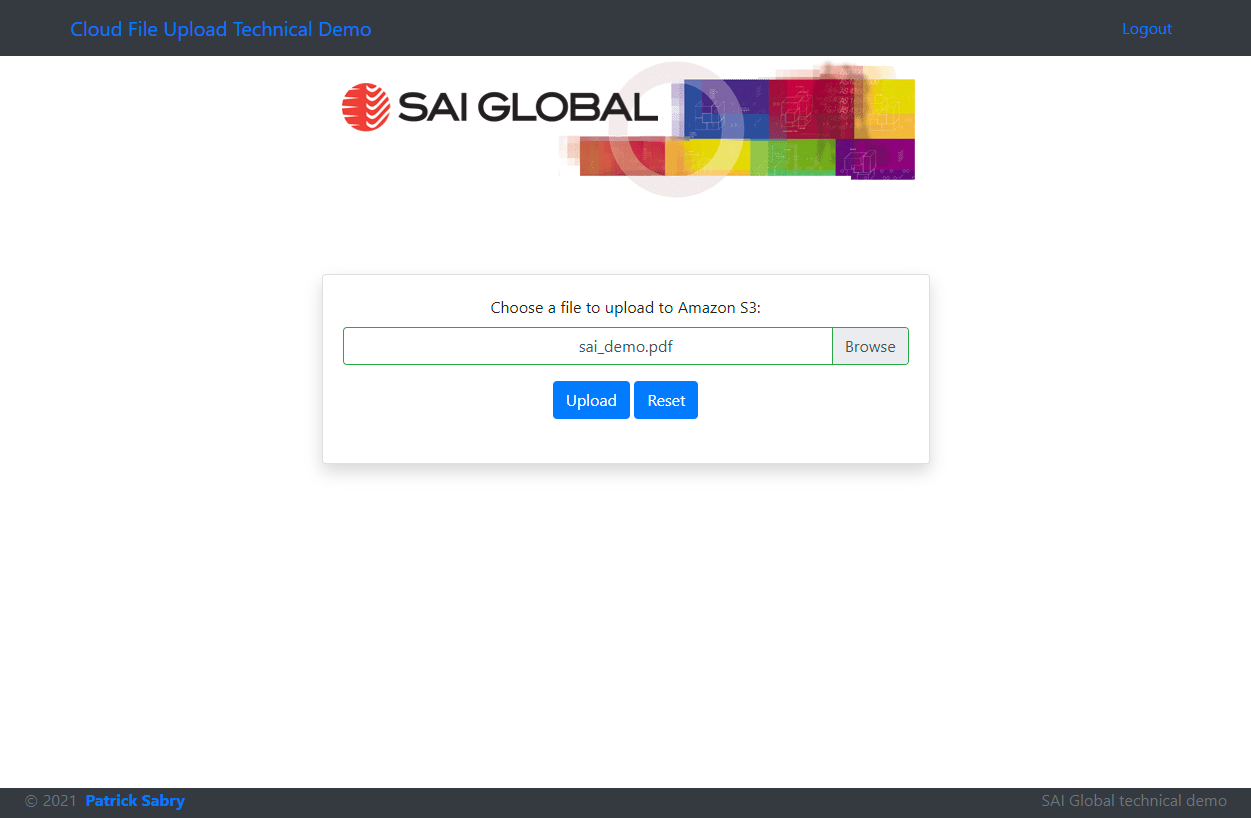 Cloud File Upload Technical Demo
Logout
SAI GLOBAL
Choose a file to upload to Amazon S3:
sai_demo.pdf
Browse
Upload
Reset
© 2021 Patrick Sabry
SAI Global technical demo